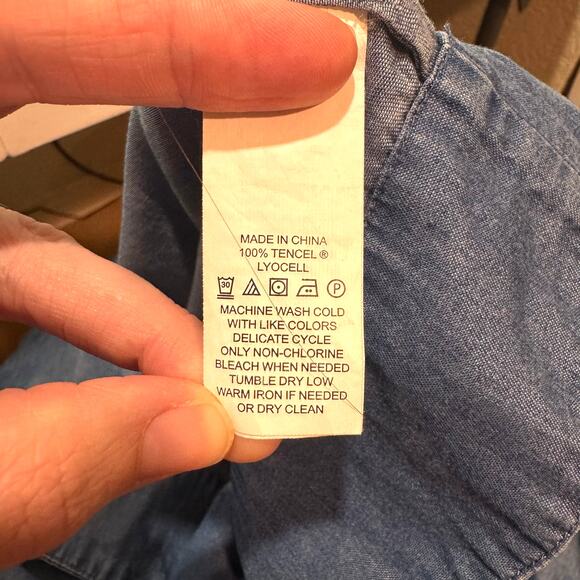 MADE IN CHINA
100% TENCEL ®
LYOCELL
30 P
MACHINE WASH COLD
WITH LIKE COLORS
DELICATE CYCLE
ONLY NON-CHLORINE
BLEACH WHEN NEEDED
TUMBLE DRY LOW
WARM IRON IF NEEDED
OR DRY CLEAN